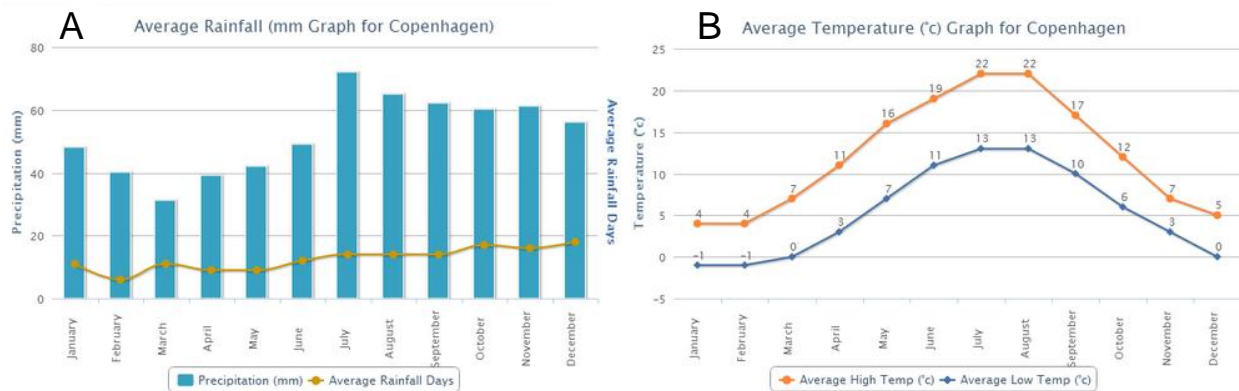 A
Average Rainfall (mm Graph for Copenhagen)
80
60
40
20
0
Precipitation (mm)
Average Rainfall Days
January
February
March
April
May
June
July
August
September
October
November
December
Precipitation (mm) Average Rainfall Days
B
Average Temperature (°c) Graph for Copenhagen
25
20
15
10
5
0
-5
Temperature (°c)
4 4 7 11 16 19 22 22 17 12 7 5
-1 -1 0 3 7 11 13 13 10 6 3 0
January
February
March
April
May
June
July
August
September
October
November
December
Average High Temp (°c) Average Low Temp (°c)